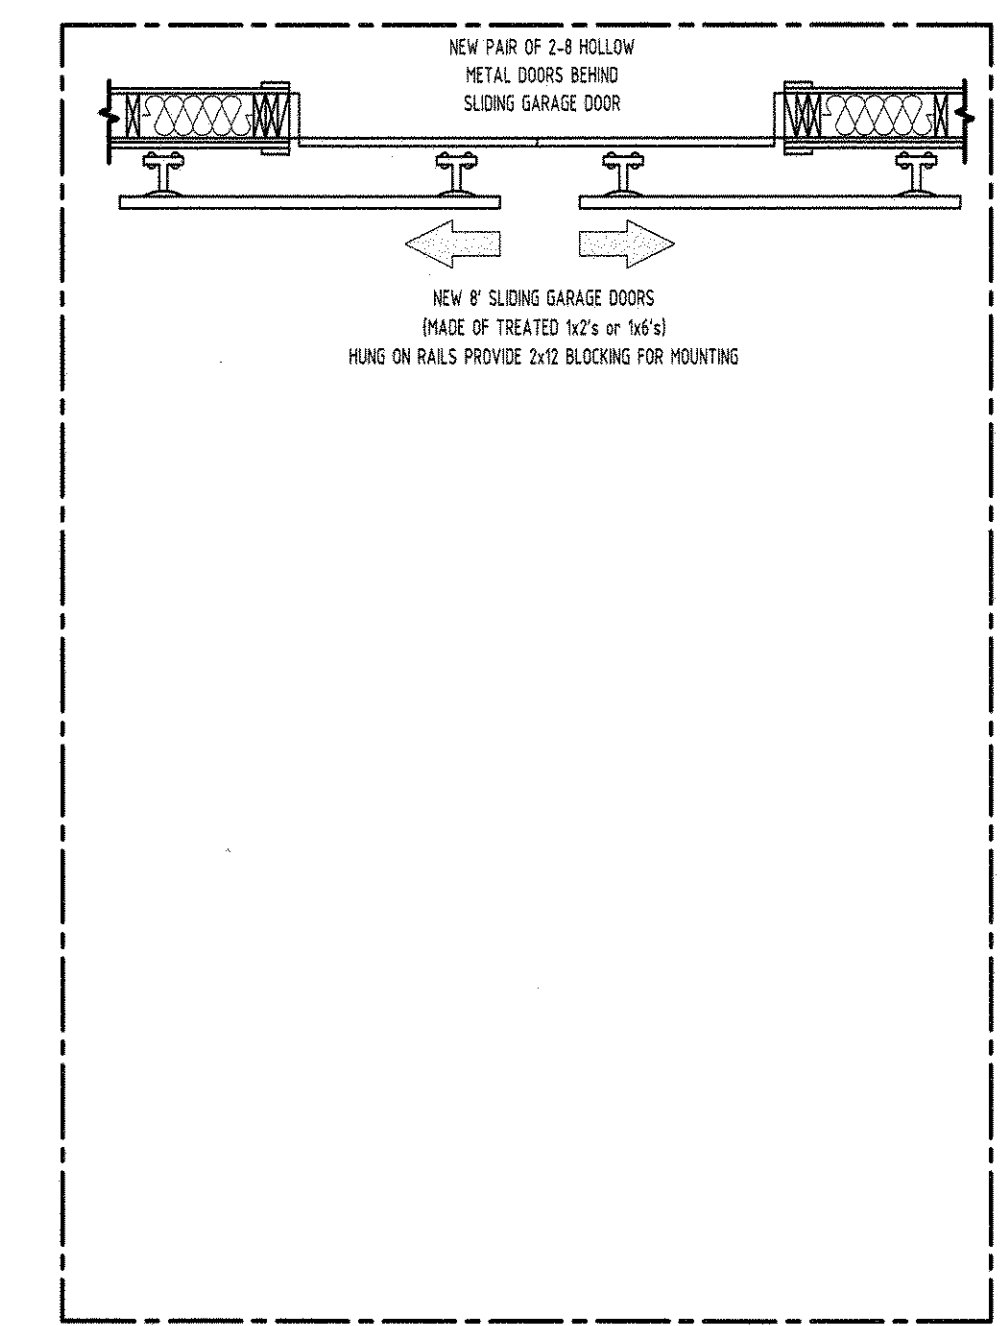 NEW PAIR OF 2-8 HOLLOW
METAL DOORS BEHIND
SLIDING GARAGE DOOR
NEW 8' SLIDING GARAGE DOORS
(MADE OF TREATED 1x2's or 1x6's)
HUNG ON RAILS PROVIDE 2x12 BLOCKING FOR MOUNTING